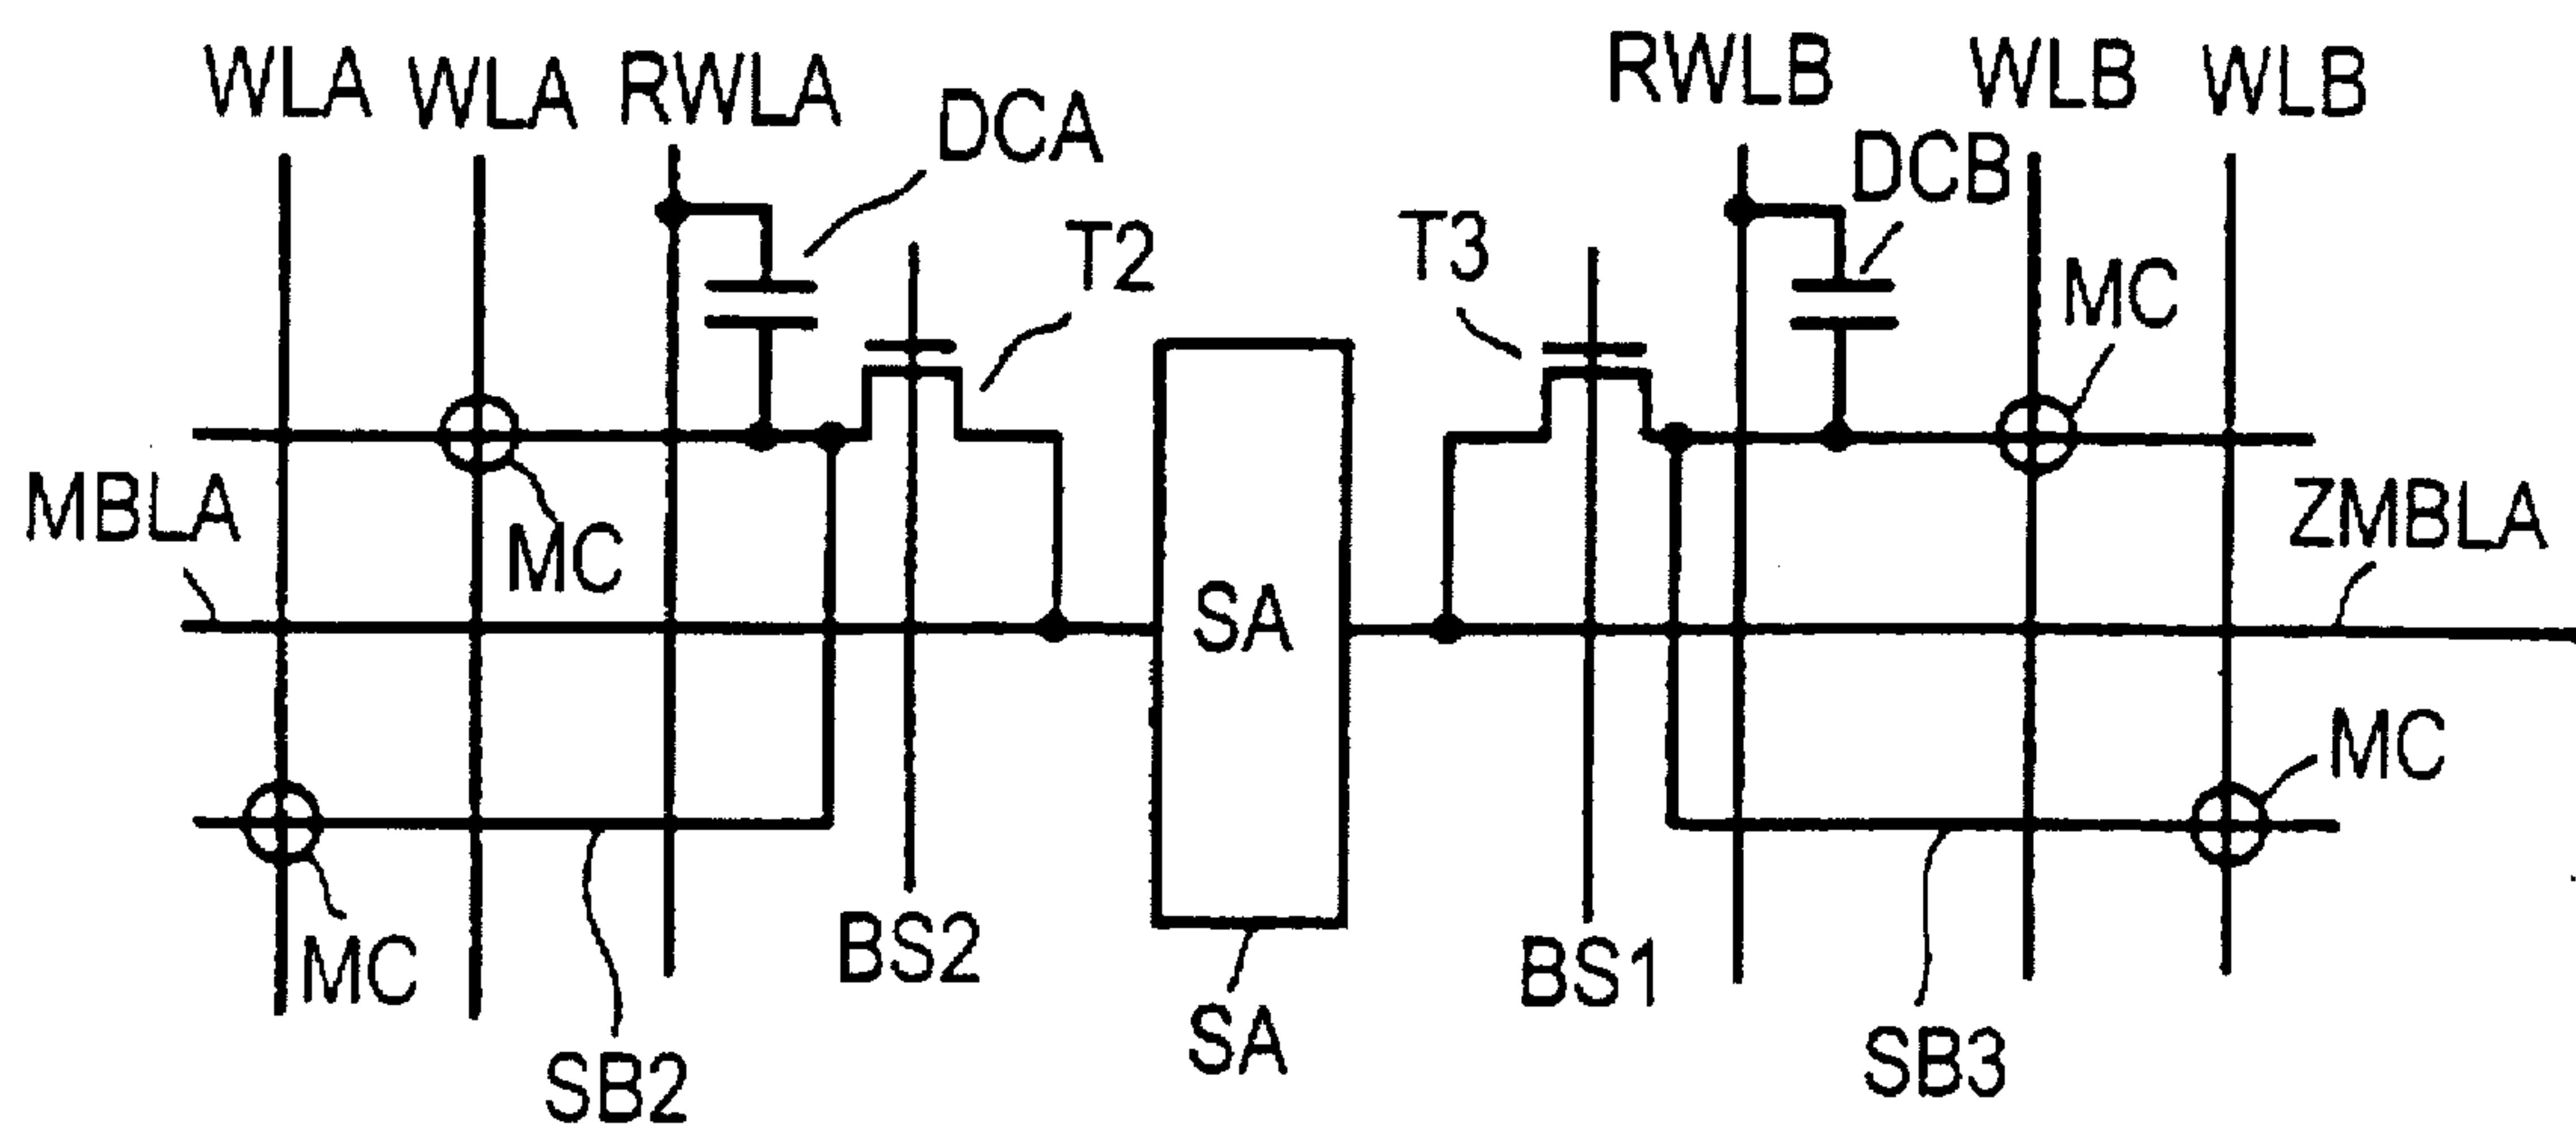 WLA
WLA
RWLA
DCA
T2
T3
RWLB
DCB
WLB
WLB
MC
MBLA
MC
SA
ZMBLA
MC
MC
BS2
BS1
SB2
SA
SB3